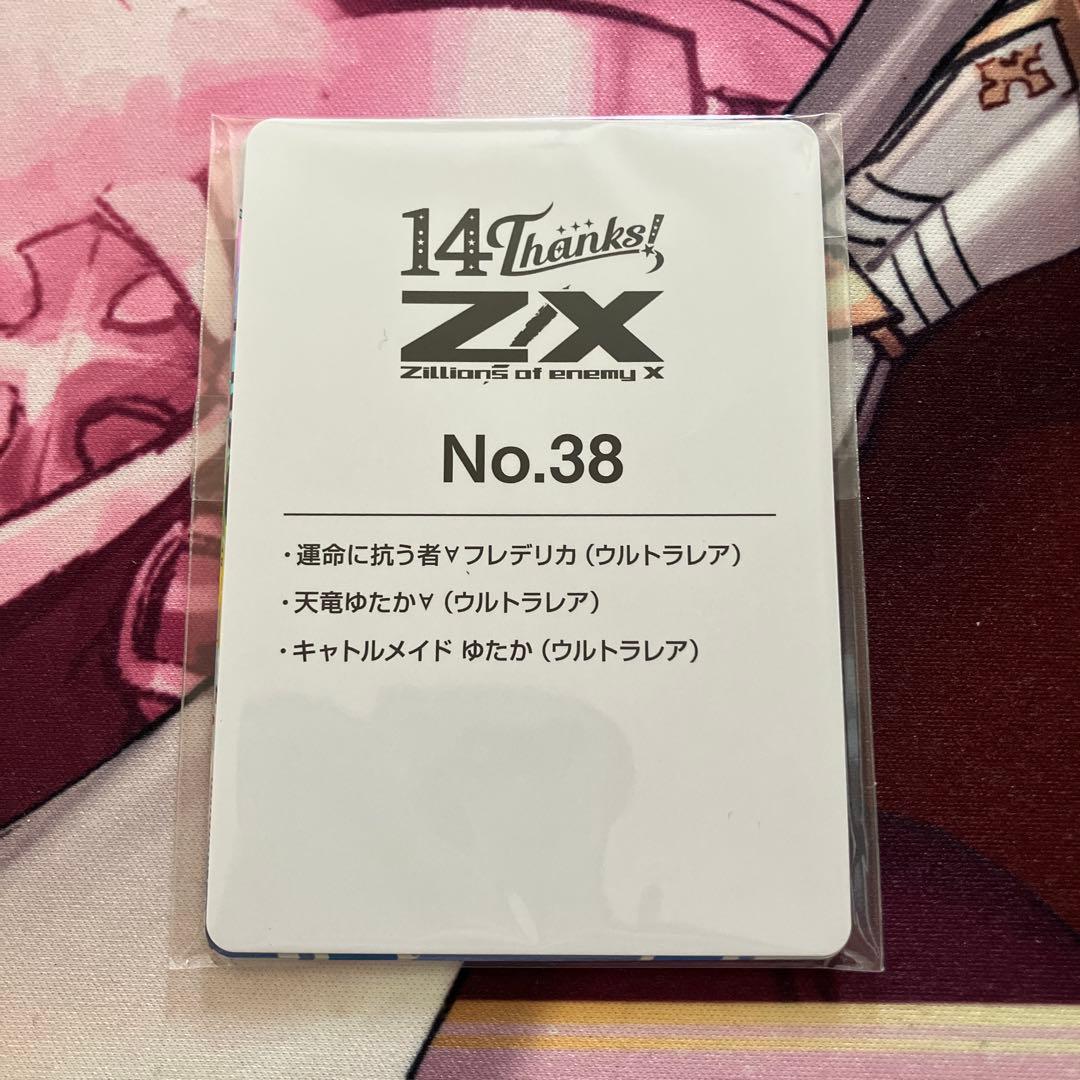 14 Thanks!
Z/X
Zillions of enemy X
No.38
・運命に抗う者∀フレデリカ（ウルトラレア）
・天竜ゆたか∀（ウルトラレア）
・キャトルメイド ゆたか（ウルトラレア）